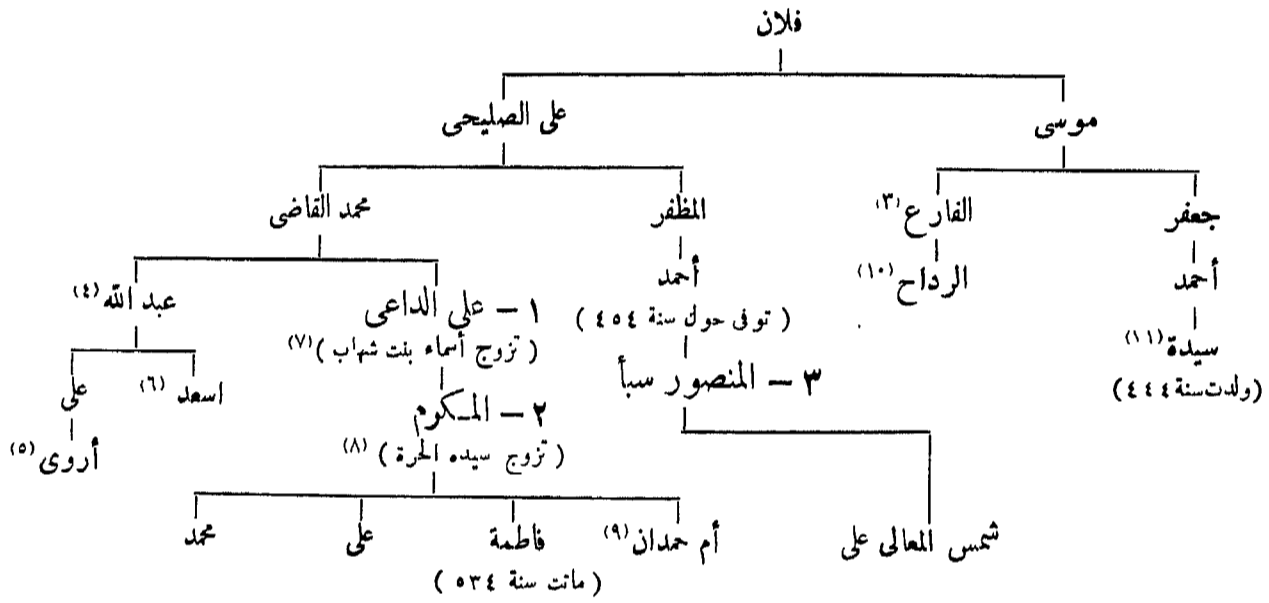 فلان
موسى
على الصليحى
جعفر
الفارع (٣)
المظفر
محمد القاضى
أحمد
الرداح (١٠)
أحمد
( توفى حول سنة ٤٥٤ )
١ – على الداعى
( تزوج أسماء بنت شهاب ) (٧)
عبد الله (٤)
سيدة (١١)
(ولدت سنة ٤٤٤)
٣ – المنصور سبأ
٢ – المكرم
( تزوج سيده الحرة ) (٨)
اسعد (٦)
على
أروى (٥)
شمس المعالى على
أم حمدان (٩)
فاطمة
( ماتت سنة ٥٣٤ )
على
محمد